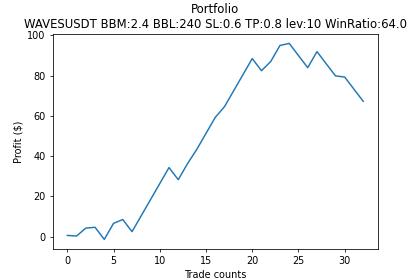 Portfolio
WAVESUSDT BBM:2.4 BBL:240 SL:0.6 TP:0.8 lev:10 WinRatio:64.0
100
80
60
40
20
0
Profit ($)
0 5 10 15 20 25 30
Trade counts